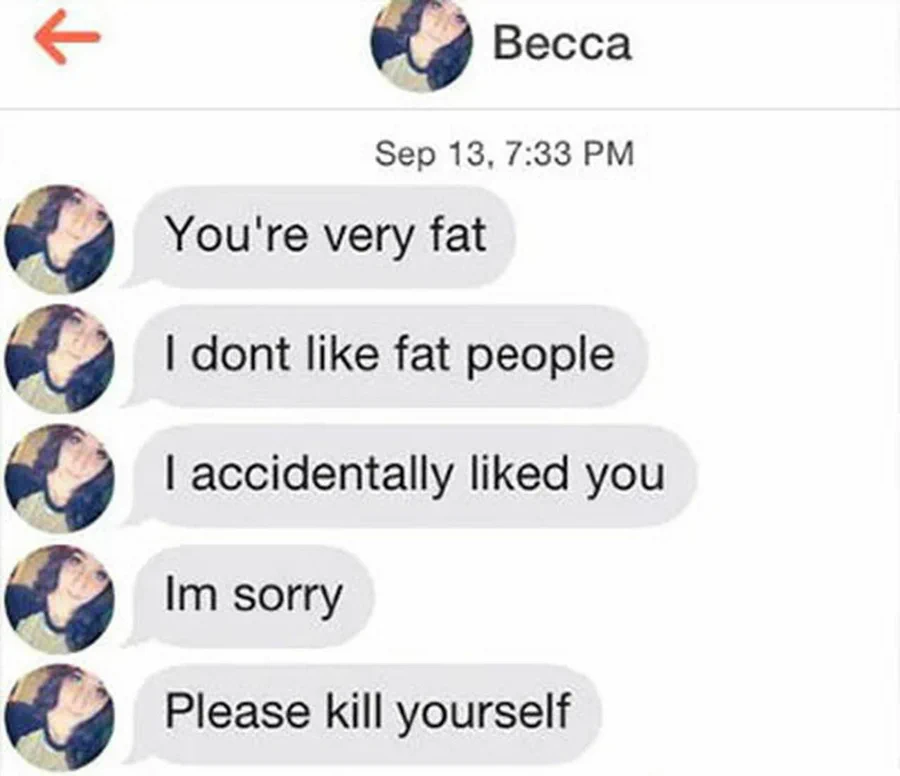 Becca
Sep 13, 7:33 PM
You're very fat
I dont like fat people
I accidentally liked you
Im sorry
Please kill yourself